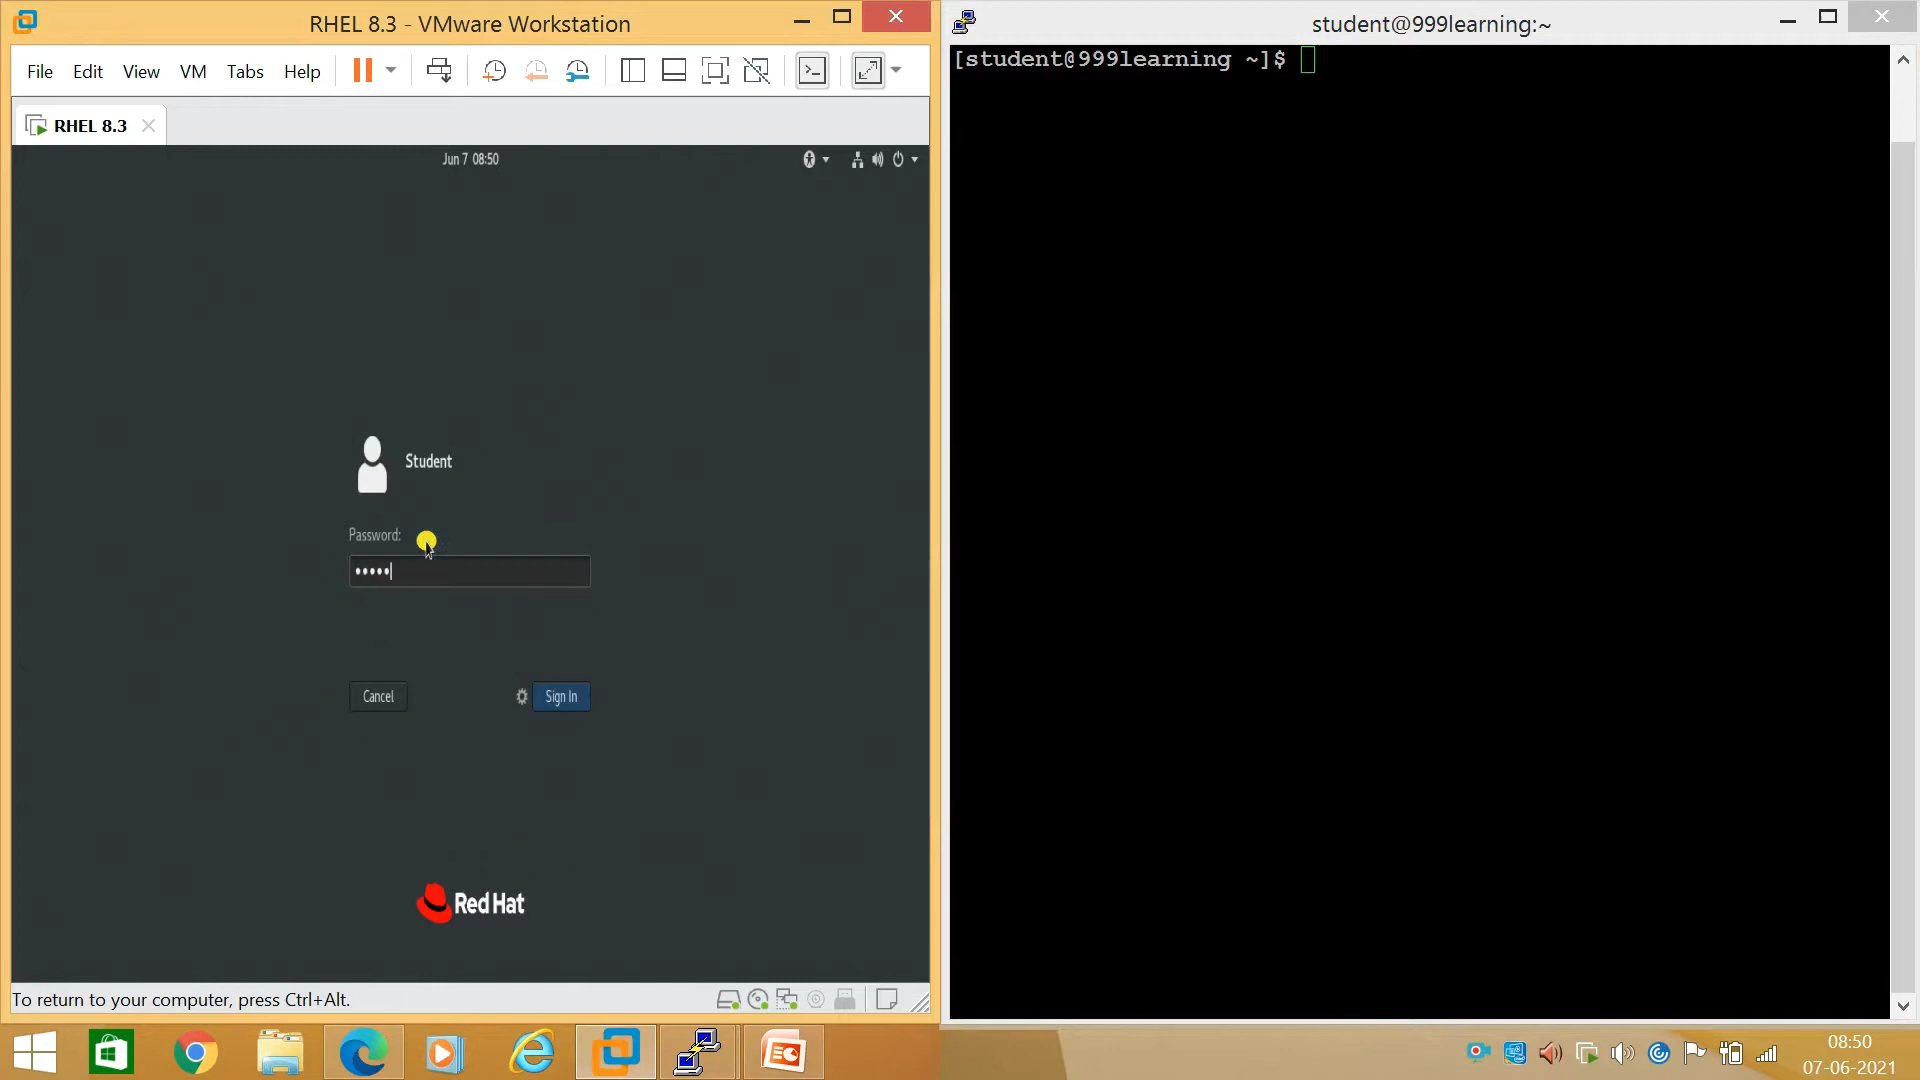 RHEL 8.3 - VMware Workstation
File Edit View VM Tabs Help
RHEL 8.3
Jun 7 08:50
Student
Password:
•••••
Cancel
Sign In
Red Hat
To return to your computer, press Ctrl+Alt.
student@999learning:~
[student@999learning ~]$
08:50
07-06-2021